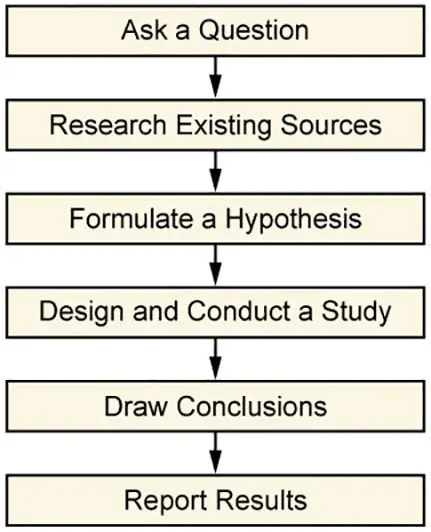 Ask a Question
Research Existing Sources
Formulate a Hypothesis
Design and Conduct a Study
Draw Conclusions
Report Results